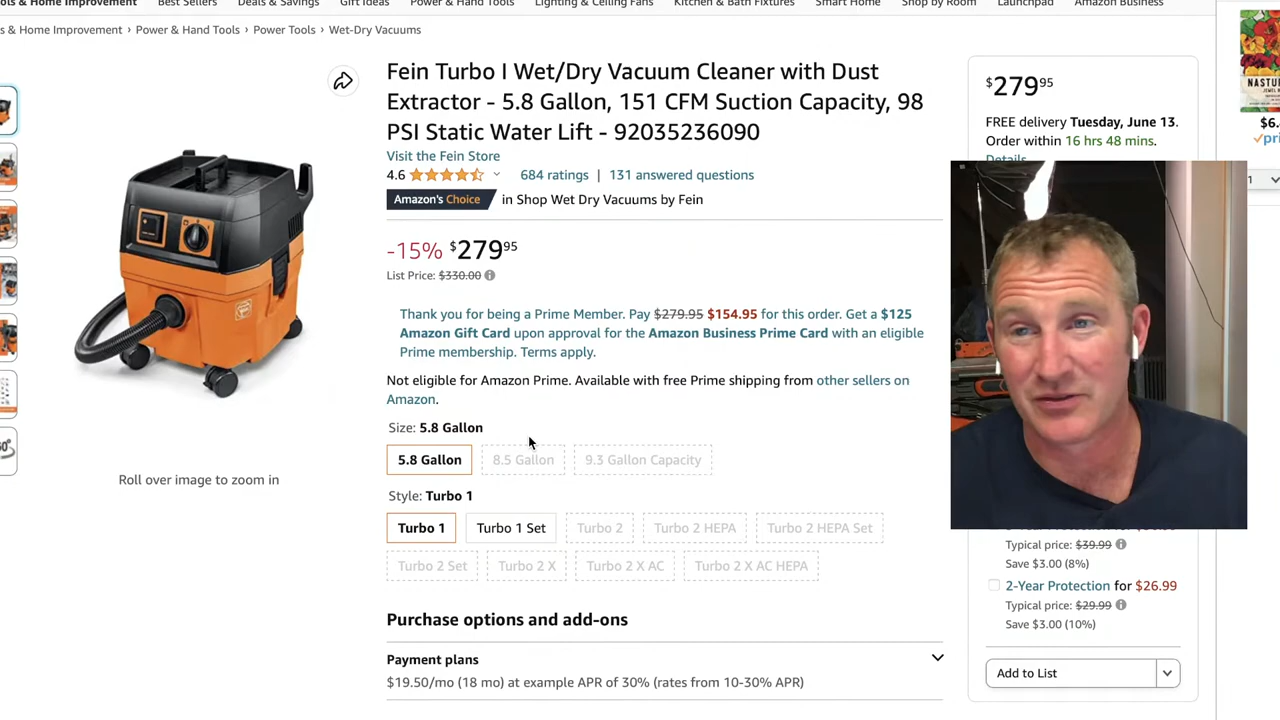 ols & Home Improvement Best Sellers Deals & Savings Gift Ideas Power & Hand Tools Lighting & Ceiling Fans Kitchen & Bath Fixtures Smart Home Shop by Room Launchpad Amazon Business
s & Home Improvement › Power & Hand Tools › Power Tools › Wet-Dry Vacuums
Fein Turbo I Wet/Dry Vacuum Cleaner with Dust
Extractor - 5.8 Gallon, 151 CFM Suction Capacity, 98
PSI Static Water Lift - 92035236090
Visit the Fein Store
4.6 684 ratings | 131 answered questions
Amazon's Choice in Shop Wet Dry Vacuums by Fein
-15% $279 95
List Price: $330.00
Thank you for being a Prime Member. Pay $279.95 $154.95 for this order. Get a $125
Amazon Gift Card upon approval for the Amazon Business Prime Card with an eligible
Prime membership. Terms apply.
Not eligible for Amazon Prime. Available with free Prime shipping from other sellers on
Amazon.
Size: 5.8 Gallon
5.8 Gallon 8.5 Gallon 9.3 Gallon Capacity
Style: Turbo 1
Turbo 1 Turbo 1 Set Turbo 2 Turbo 2 HEPA Turbo 2 HEPA Set
Turbo 2 Set Turbo 2 X Turbo 2 X AC Turbo 2 X AC HEPA
Purchase options and add-ons
Payment plans
$19.50/mo (18 mo) at example APR of 30% (rates from 10-30% APR)
Roll over image to zoom in
$279 95
FREE delivery Tuesday, June 13.
Order within 16 hrs 48 mins.
Details
Typical price: $39.99
Save $3.00 (8%)
2-Year Protection for $26.99
Typical price: $29.99
Save $3.00 (10%)
Add to List
NAST
$6.
pri
1